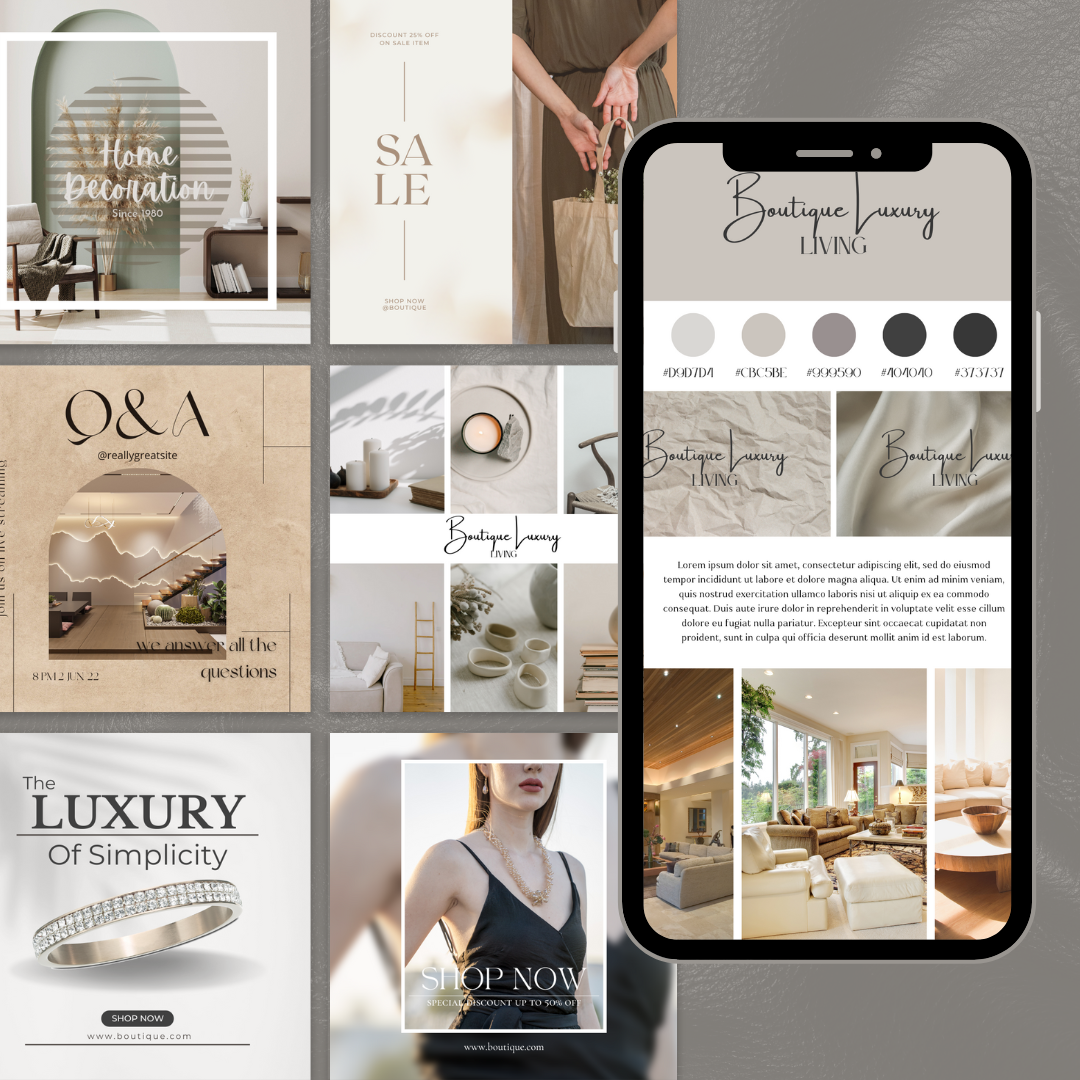 Home
Decoration
Since 1980
DISCOUNT 25% OFF
ON SALE ITEM
SA
LE
SHOP NOW
@BOUTIQUE
Q&A
@reallygreatsite
join us on live streaming
we answer all the
questions
8 PM 2 JUN 22
Boutique Luxury
LIVING
The
LUXURY
Of Simplicity
SHOP NOW
www.boutique.com
SHOP NOW
SPECIAL DISCOUNT UP TO 50% OFF
www.boutique.com
Boutique Luxury
LIVING
#D9D7D4 #CBC5BE #999590 #404040 #373737
Boutique Luxury
LIVING
Boutique Luxu
LIVING
Lorem ipsum dolor sit amet, consectetur adipiscing elit, sed do eiusmod
tempor incididunt ut labore et dolore magna aliqua. Ut enim ad minim veniam,
quis nostrud exercitation ullamco laboris nisi ut aliquip ex ea commodo
consequat. Duis aute irure dolor in reprehenderit in voluptate velit esse cillum
dolore eu fugiat nulla pariatur. Excepteur sint occaecat cupidatat non
proident, sunt in culpa qui officia deserunt mollit anim id est laborum.